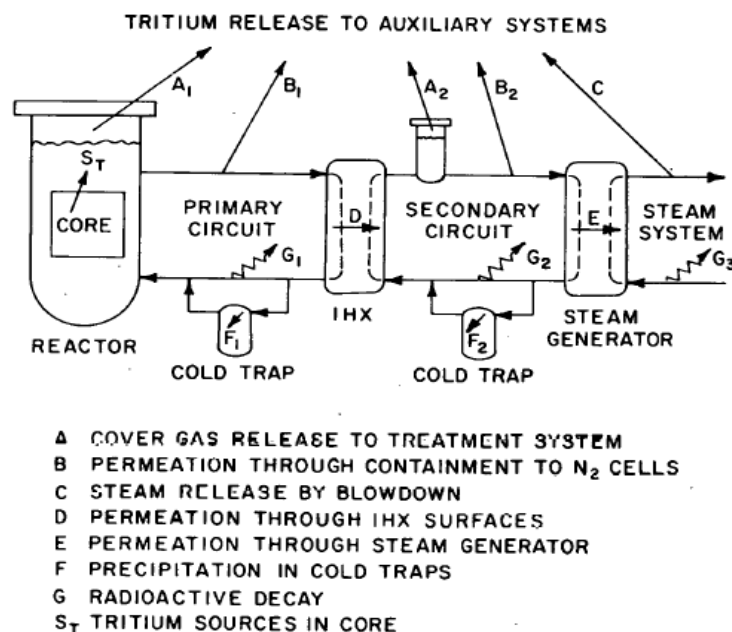 TRITIUM RELEASE TO AUXILIARY SYSTEMS
A1
B1
A2
B2
C
ST
CORE
PRIMARY
CIRCUIT
D
SECONDARY
CIRCUIT
E
STEAM
SYSTEM
G1
G2
G3
F1
F2
REACTOR
COLD TRAP
IHX
COLD TRAP
STEAM
GENERATOR
A COVER GAS RELEASE TO TREATMENT SYSTEM
B PERMEATION THROUGH CONTAINMENT TO N2 CELLS
C STEAM RELEASE BY BLOWDOWN
D PERMEATION THROUGH IHX SURFACES
E PERMEATION THROUGH STEAM GENERATOR
F PRECIPITATION IN COLD TRAPS
G RADIOACTIVE DECAY
ST TRITIUM SOURCES IN CORE